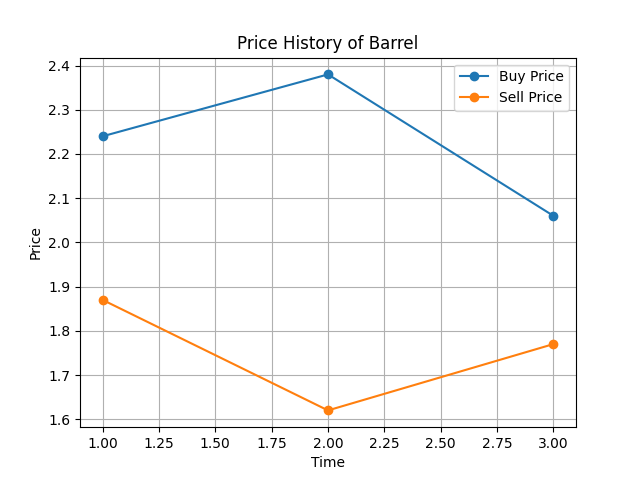 Price History of Barrel
Buy Price
Sell Price
2.4
2.3
2.2
2.1
2.0
1.9
1.8
1.7
1.6
Price
1.00 1.25 1.50 1.75 2.00 2.25 2.50 2.75 3.00
Time